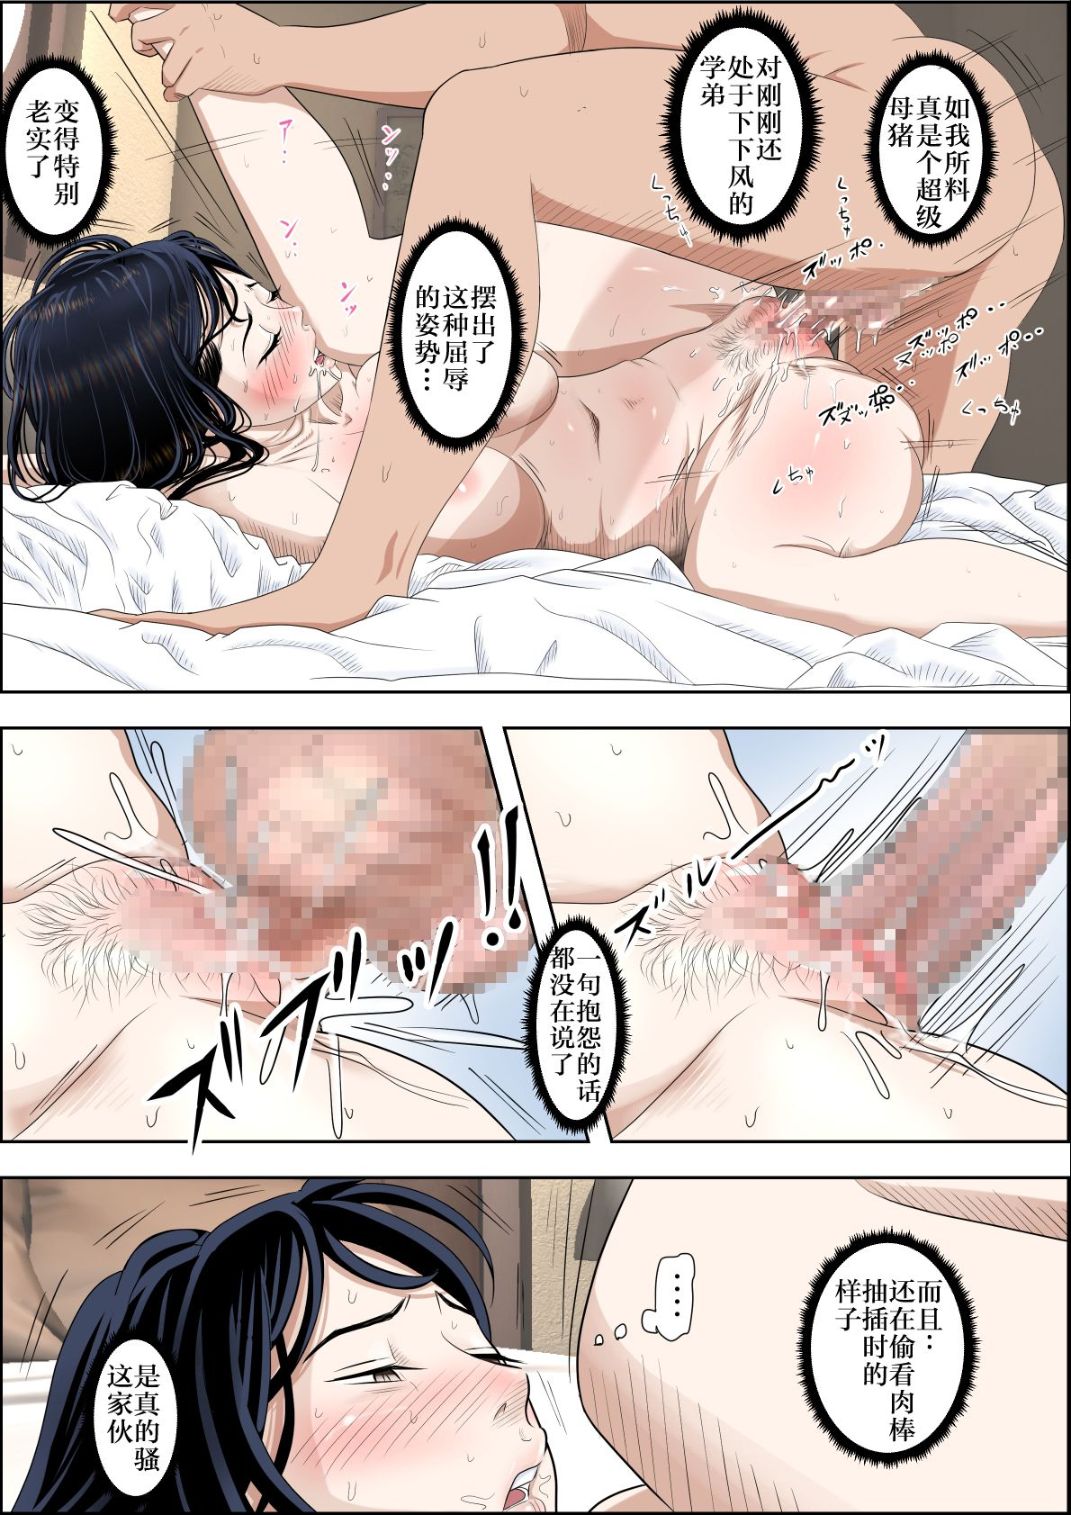 如我所料
真是个超级
母猪
对刚刚还
处于下下风的
学弟
摆出了
这种屈辱
的姿势…
变得特别
老实了
ア…
ンッ…
ン…
ンッ
くっちゅ
くっちゅ
ズッポ・
ヌズッポ・・
ズッポ・・
ズヌッポ・・
くっちゅ
くちゅ
ズルーーッ
ズズッッ!!
一句抱怨的话
都没在说了
而且…
还在偷看肉棒
抽插时的
样子
……
是真的骚
这家伙